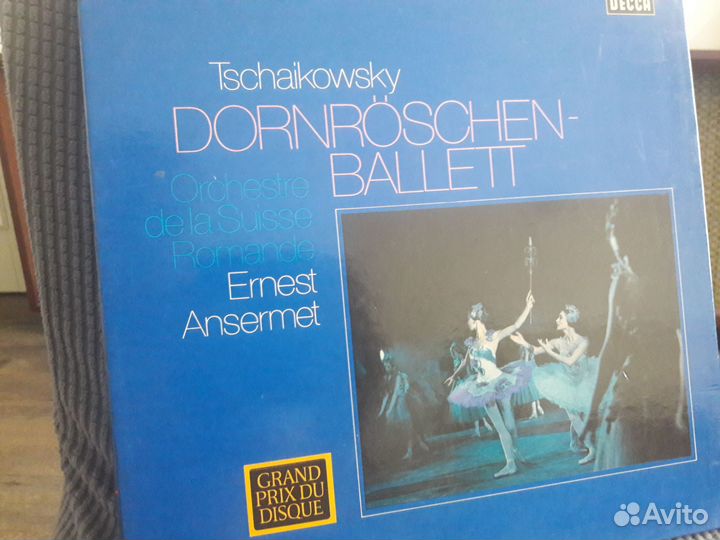 DECCA
Tschaikowsky
DORNRÖSCHEN-
BALLETT
Orchestre
de la Suisse
Romande
Ernest
Ansermet
GRAND
PRIX DU
DISQUE
Avito